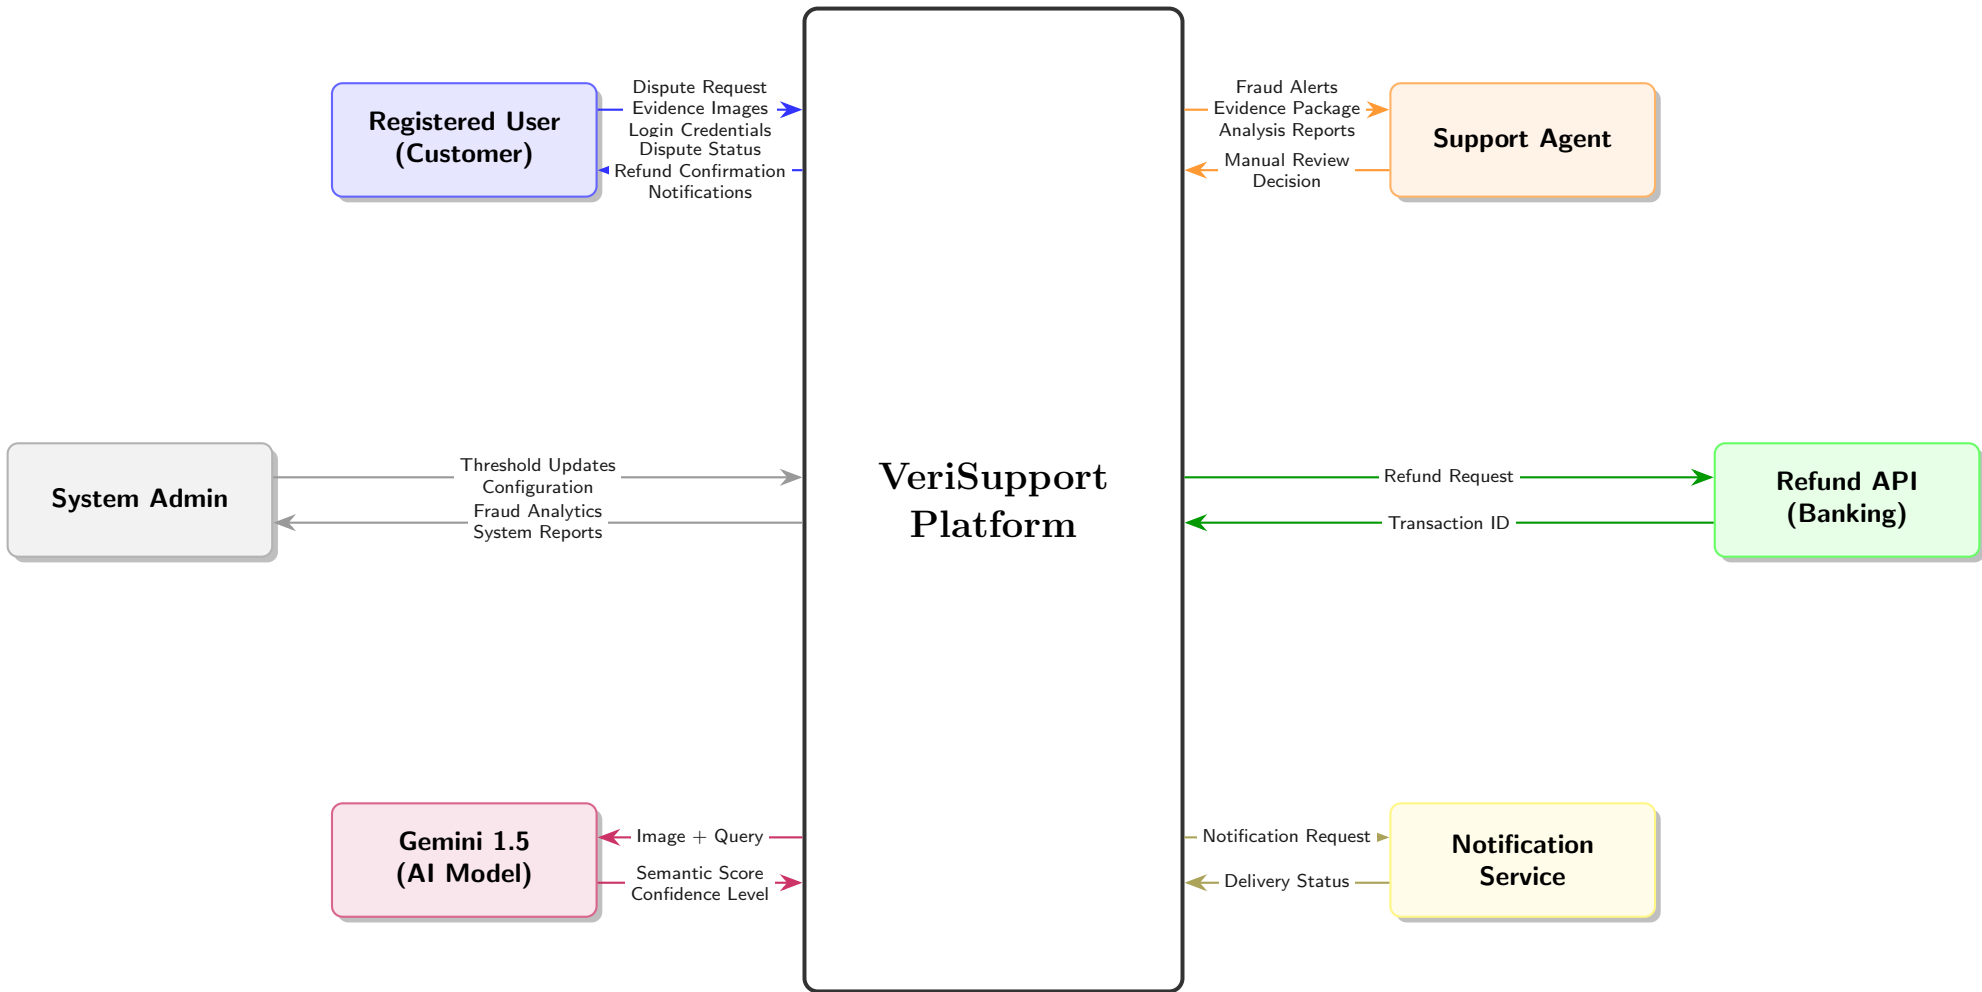 Registered User
(Customer)
Dispute Request
Evidence Images
Login Credentials
Dispute Status
Refund Confirmation
Notifications
Fraud Alerts
Evidence Package
Analysis Reports
Manual Review
Decision
Support Agent
System Admin
Threshold Updates
Configuration
Fraud Analytics
System Reports
VeriSupport
Platform
Refund Request
Transaction ID
Refund API
(Banking)
Gemini 1.5
(AI Model)
Image + Query
Semantic Score
Confidence Level
Notification Request
Delivery Status
Notification
Service